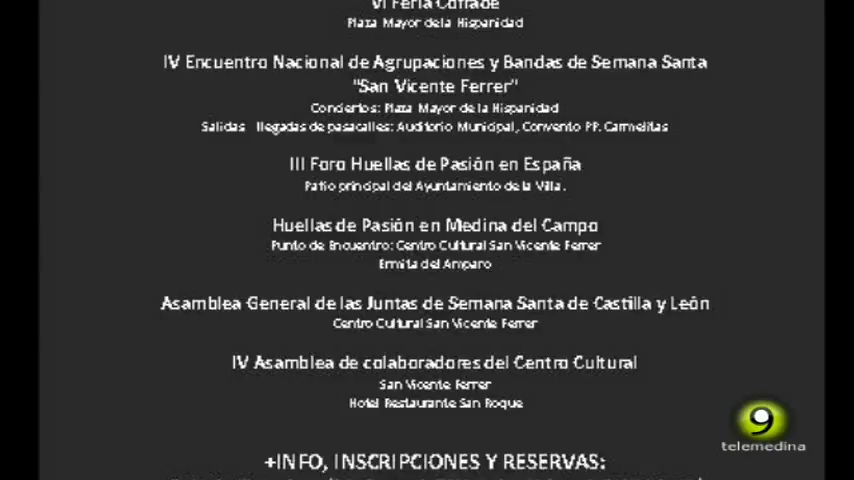 VI Feria Cofrade
Plaza Mayor de la Hispanidad
IV Encuentro Nacional de Agrupaciones y Bandas de Semana Santa
"San Vicente Ferrer"
Conciertos: Plaza Mayor de la Hispanidad
Salidas llegadas de pasacalles: Auditorio Municipal, Convento PP. Carmelitas
III Foro Huellas de Pasión en España
Patio principal del Ayuntamiento de la Villa.
Huellas de Pasión en Medina del Campo
Punto de Encuentro: Centro Cultural San Vicente Ferrer
Ermita del Amparo
Asamblea General de las Juntas de Semana Santa de Castilla y León
Centro Cultural San Vicente Ferrer
IV Asamblea de colaboradores del Centro Cultural
San Vicente Ferrer
Hotel Restaurante San Roque
9
telemedina
+INFO, INSCRIPCIONES Y RESERVAS: